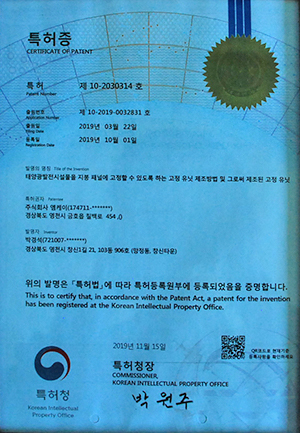 특허증
CERTIFICATE OF PATENT
특허 제 10-2030314 호
Patent Number
출원번호 제 10-2019-0032831 호
Application Number
출원일 2019년 03월 22일
Filing Date
등록일 2019년 10월 01일
Registration Date
발명의 명칭 Title of the Invention
태양광발전시설물을 지붕 패널에 고정할 수 있도록 하는 고정 유닛 제조방법 및 그로써 제조된 고정 유닛
특허권자 Patentee
주식회사 엠케이(174711-*******)
경상북도 영천시 금호읍 칠백로 454 ,()
발명자 Inventor
박경석(721007-*******)
경상북도 영천시 장신1길 21, 103동 906호 (망정동, 창신타운)
위의 발명은 「특허법」에 따라 특허등록원부에 등록되었음을 증명합니다.
This is to certify that, in accordance with the Patent Act, a patent for the invention
has been registered at the Korean Intellectual Property Office.
2019년 11월 15일
QR코드로 현재기준
등록사항을 확인하세요
특허청장
COMMISSIONER,
KOREAN INTELLECTUAL PROPERTY OFFICE
박원주
특허청
Korean Intellectual
Property Office